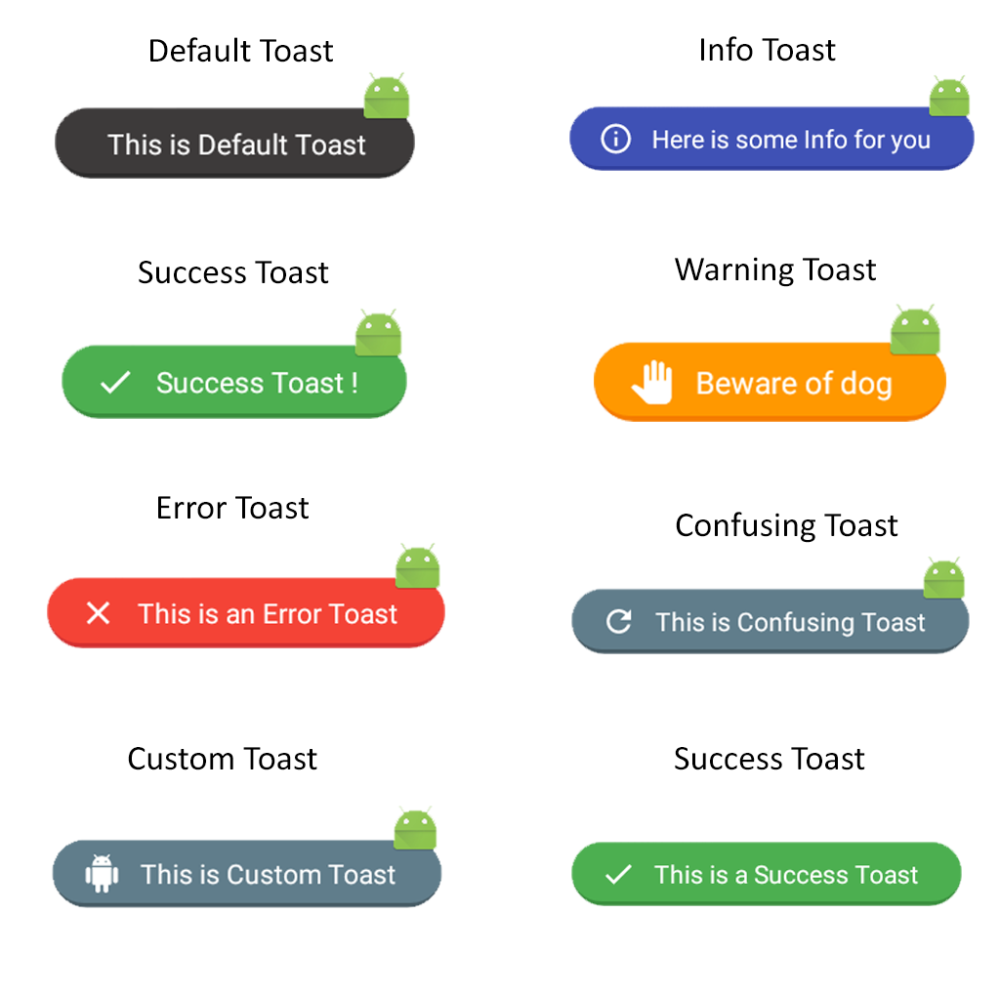 Default Toast
This is Default Toast
Info Toast
Here is some Info for you
Success Toast
Success Toast !
Warning Toast
Beware of dog
Error Toast
This is an Error Toast
Confusing Toast
This is Confusing Toast
Custom Toast
This is Custom Toast
Success Toast
This is a Success Toast